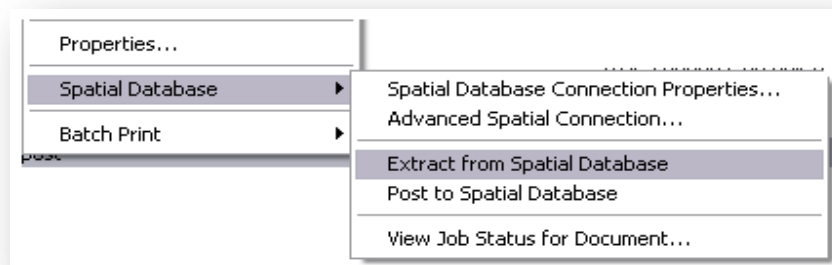 Properties...
Spatial Database
Batch Print
post
Spatial Database Connection Properties...
Advanced Spatial Connection...
Extract from Spatial Database
Post to Spatial Database
View Job Status for Document...